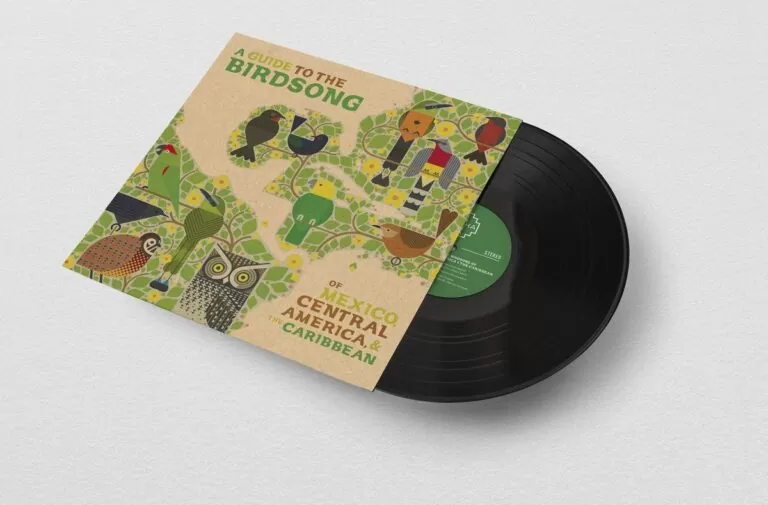 A GUIDE TO THE
BIRDSONG
OF
MEXICO,
CENTRAL
AMERICA, &
THE CARIBBEAN
STEREO